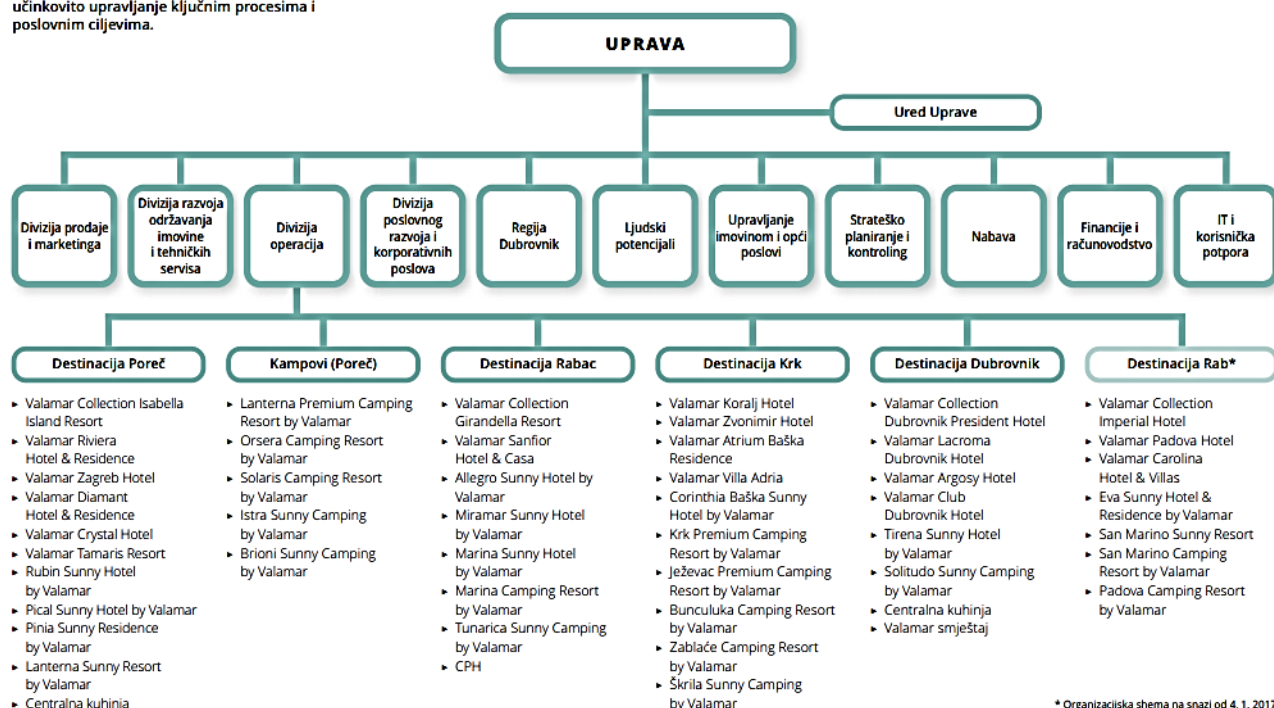 učinkovito upravljanje ključnim procesima i
poslovnim ciljevima.
UPRAVA
Ured Uprave
Divizija prodaje
i marketinga
Divizija razvoja
održavanja
imovine
i tehničkih
servisa
Divizija
operacija
Divizija
poslovnog
razvoja i
korporativnih
poslova
Regija
Dubrovnik
Ljudski
potencijali
Upravljanje
imovinom i opći
poslovi
Strateško
planiranje i
kontroling
Nabava
Financije i
računovodstvo
IT i
korisnička
potpora
Destinacija Poreč
▸ Valamar Collection Isabella
Island Resort
▸ Valamar Riviera
Hotel & Residence
▸ Valamar Zagreb Hotel
▸ Valamar Diamant
Hotel & Residence
▸ Valamar Crystal Hotel
▸ Valamar Tamaris Resort
▸ Rubin Sunny Hotel
by Valamar
▸ Pical Sunny Hotel by Valamar
▸ Pinia Sunny Residence
by Valamar
▸ Lanterna Sunny Resort
by Valamar
▸ Centralna kuhinja
Kampovi (Poreč)
▸ Lanterna Premium Camping
Resort by Valamar
▸ Orsera Camping Resort
by Valamar
▸ Solaris Camping Resort
by Valamar
▸ Istra Sunny Camping
by Valamar
▸ Brioni Sunny Camping
by Valamar
Destinacija Rabac
▸ Valamar Collection
Girandella Resort
▸ Valamar Sanfior
Hotel & Casa
▸ Allegro Sunny Hotel by
Valamar
▸ Miramar Sunny Hotel
by Valamar
▸ Marina Sunny Hotel
by Valamar
▸ Marina Camping Resort
by Valamar
▸ Tunarica Sunny Camping
by Valamar
▸ CPH
Destinacija Krk
▸ Valamar Koralj Hotel
▸ Valamar Zvonimir Hotel
▸ Valamar Atrium Baška
Residence
▸ Valamar Villa Adria
▸ Corinthia Baška Sunny
Hotel by Valamar
▸ Krk Premium Camping
Resort by Valamar
▸ Ježevac Premium Camping
Resort by Valamar
▸ Bunculuka Camping Resort
by Valamar
▸ Zablaće Camping Resort
by Valamar
▸ Škrila Sunny Camping
by Valamar
Destinacija Dubrovnik
▸ Valamar Collection
Dubrovnik President Hotel
▸ Valamar Lacroma
Dubrovnik Hotel
▸ Valamar Argosy Hotel
▸ Valamar Club
Dubrovnik Hotel
▸ Tirena Sunny Hotel
by Valamar
▸ Solitudo Sunny Camping
by Valamar
▸ Centralna kuhinja
▸ Valamar smještaj
Destinacija Rab*
▸ Valamar Collection
Imperial Hotel
▸ Valamar Padova Hotel
▸ Valamar Carolina
Hotel & Villas
▸ Eva Sunny Hotel &
Residence by Valamar
▸ San Marino Sunny Resort
▸ San Marino Camping
Resort by Valamar
▸ Padova Camping Resort
by Valamar
* Organizacijska shema na snazi od 4. 1. 2017